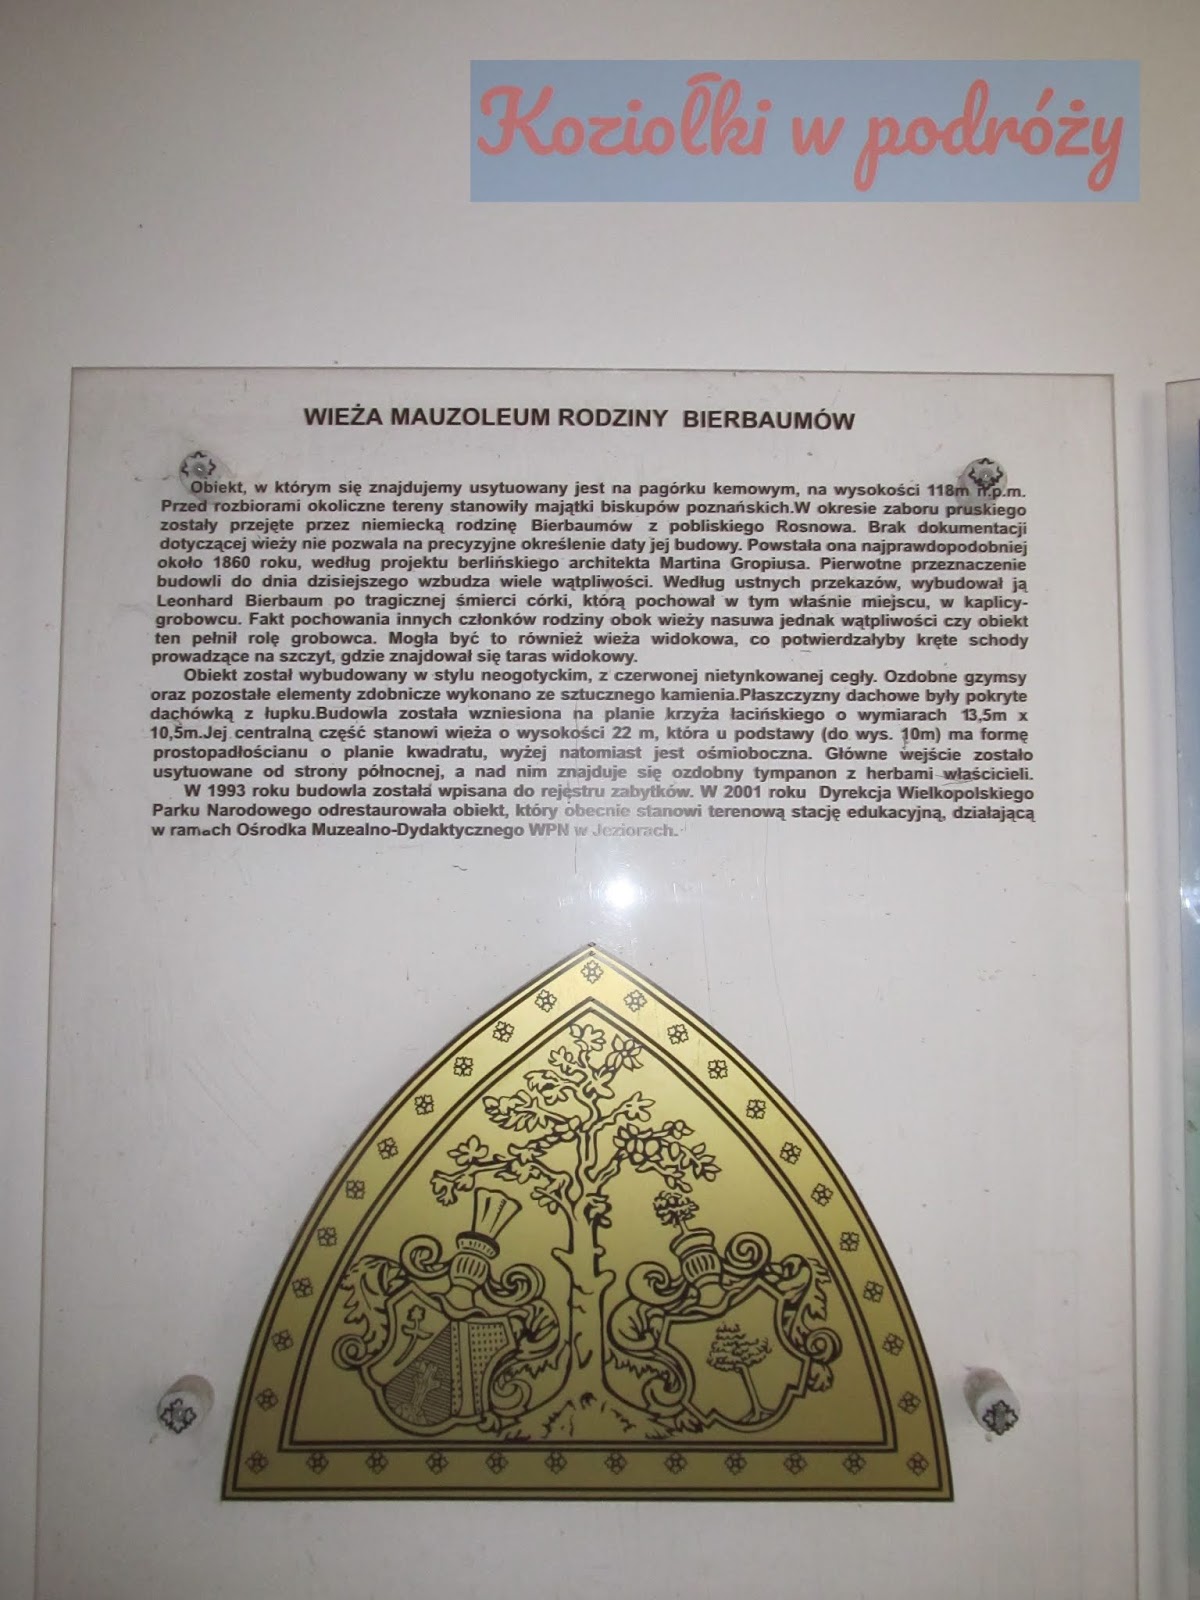 Koziołki w podróży
WIEŻA MAUZOLEUM RODZINY BIERBAUMÓW
Obiekt, w którym się znajdujemy usytuowany jest na pagórku kemowym, na wysokości 118m n.p.m.
Przed rozbiorami okoliczne tereny stanowiły majątki biskupów poznańskich.W okresie zaboru pruskiego
zostały przejęte przez niemiecką rodzinę Bierbaumów z pobliskiego Rosnowa. Brak dokumentacji
dotyczącej wieży nie pozwala na precyzyjne określenie daty jej budowy. Powstała ona najprawdopodobniej
około 1860 roku, według projektu berlińskiego architekta Martina Gropiusa. Pierwotne przeznaczenie
budowli do dnia dzisiejszego wzbudza wiele wątpliwości. Według ustnych przekazów, wybudował ją
Leonhard Bierbaum po tragicznej śmierci córki, którą pochował w tym właśnie miejscu, w kaplicy-
grobowcu. Fakt pochowania innych członków rodziny obok wieży nasuwa jednak wątpliwości czy obiekt
ten pełnił rolę grobowca. Mogła być to również wieża widokowa, co potwierdzałyby kręte schody
prowadzące na szczyt, gdzie znajdował się taras widokowy.
Obiekt został wybudowany w stylu neogotyckim, z czerwonej nietynkowanej cegły. Ozdobne gzymsy
oraz pozostałe elementy zdobnicze wykonano ze sztucznego kamienia.Płaszczyzny dachowe były pokryte
dachówką z łupku.Budowla została wzniesiona na planie krzyża łacińskiego o wymiarach 13,5m x
10,5m.Jej centralną część stanowi wieża o wysokości 22 m, która u podstawy (do wys. 10m) ma formę
prostopadłościanu o planie kwadratu, wyżej natomiast jest ośmioboczna. Główne wejście zostało
usytuowane od strony północnej, a nad nim znajduje się ozdobny tympanon z herbami właścicieli.
W 1993 roku budowla została wpisana do rejestru zabytków. W 2001 roku Dyrekcja Wielkopolskiego
Parku Narodowego odrestaurowała obiekt, który obecnie stanowi terenową stację edukacyjną, działającą
w ramach Ośrodka Muzealno-Dydaktycznego WPN w Jeziorach.